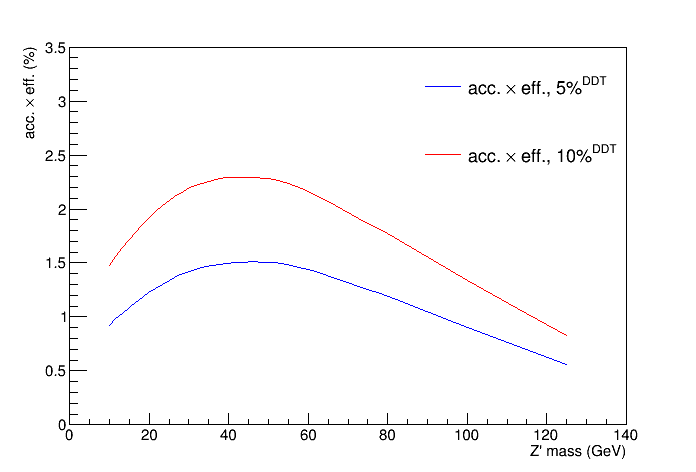 acc. × eff. (%)
3.5
3
2.5
2
1.5
1
0.5
0
acc. × eff., 5%DDT
acc. × eff., 10%DDT
0 20 40 60 80 100 120 140
Z' mass (GeV)